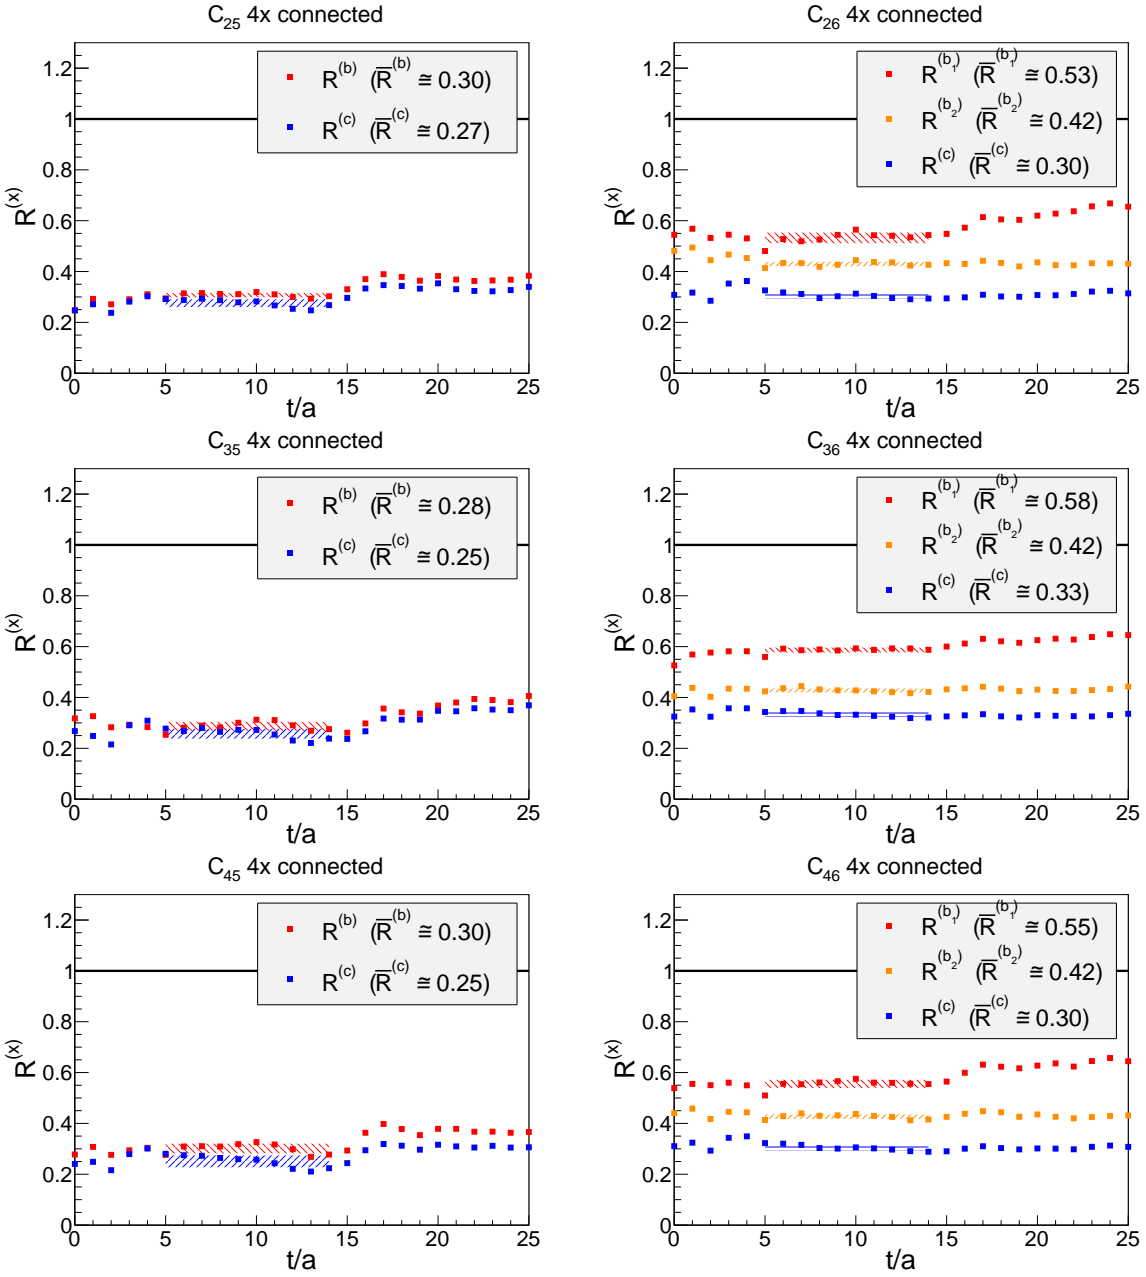 C₂₅ 4x connected
R⁽ᵇ⁾ (R̅⁽ᵇ⁾ ≅ 0.30)
R⁽ᶜ⁾ (R̅⁽ᶜ⁾ ≅ 0.27)
R⁽ˣ⁾
1.2
1
0.8
0.6
0.4
0.2
0
0 5 10 15 20 25
t/a
C₂₆ 4x connected
R⁽ᵇ₁⁾ (R̅⁽ᵇ₁⁾ ≅ 0.53)
R⁽ᵇ₂⁾ (R̅⁽ᵇ₂⁾ ≅ 0.42)
R⁽ᶜ⁾ (R̅⁽ᶜ⁾ ≅ 0.30)
R⁽ˣ⁾
1.2
1
0.8
0.6
0.4
0.2
0
0 5 10 15 20 25
t/a
C₃₅ 4x connected
R⁽ᵇ⁾ (R̅⁽ᵇ⁾ ≅ 0.28)
R⁽ᶜ⁾ (R̅⁽ᶜ⁾ ≅ 0.25)
R⁽ˣ⁾
1.2
1
0.8
0.6
0.4
0.2
0
0 5 10 15 20 25
t/a
C₃₆ 4x connected
R⁽ᵇ₁⁾ (R̅⁽ᵇ₁⁾ ≅ 0.58)
R⁽ᵇ₂⁾ (R̅⁽ᵇ₂⁾ ≅ 0.42)
R⁽ᶜ⁾ (R̅⁽ᶜ⁾ ≅ 0.33)
R⁽ˣ⁾
1.2
1
0.8
0.6
0.4
0.2
0
0 5 10 15 20 25
t/a
C₄₅ 4x connected
R⁽ᵇ⁾ (R̅⁽ᵇ⁾ ≅ 0.30)
R⁽ᶜ⁾ (R̅⁽ᶜ⁾ ≅ 0.25)
R⁽ˣ⁾
1.2
1
0.8
0.6
0.4
0.2
0
0 5 10 15 20 25
t/a
C₄₆ 4x connected
R⁽ᵇ₁⁾ (R̅⁽ᵇ₁⁾ ≅ 0.55)
R⁽ᵇ₂⁾ (R̅⁽ᵇ₂⁾ ≅ 0.42)
R⁽ᶜ⁾ (R̅⁽ᶜ⁾ ≅ 0.30)
R⁽ˣ⁾
1.2
1
0.8
0.6
0.4
0.2
0
0 5 10 15 20 25
t/a